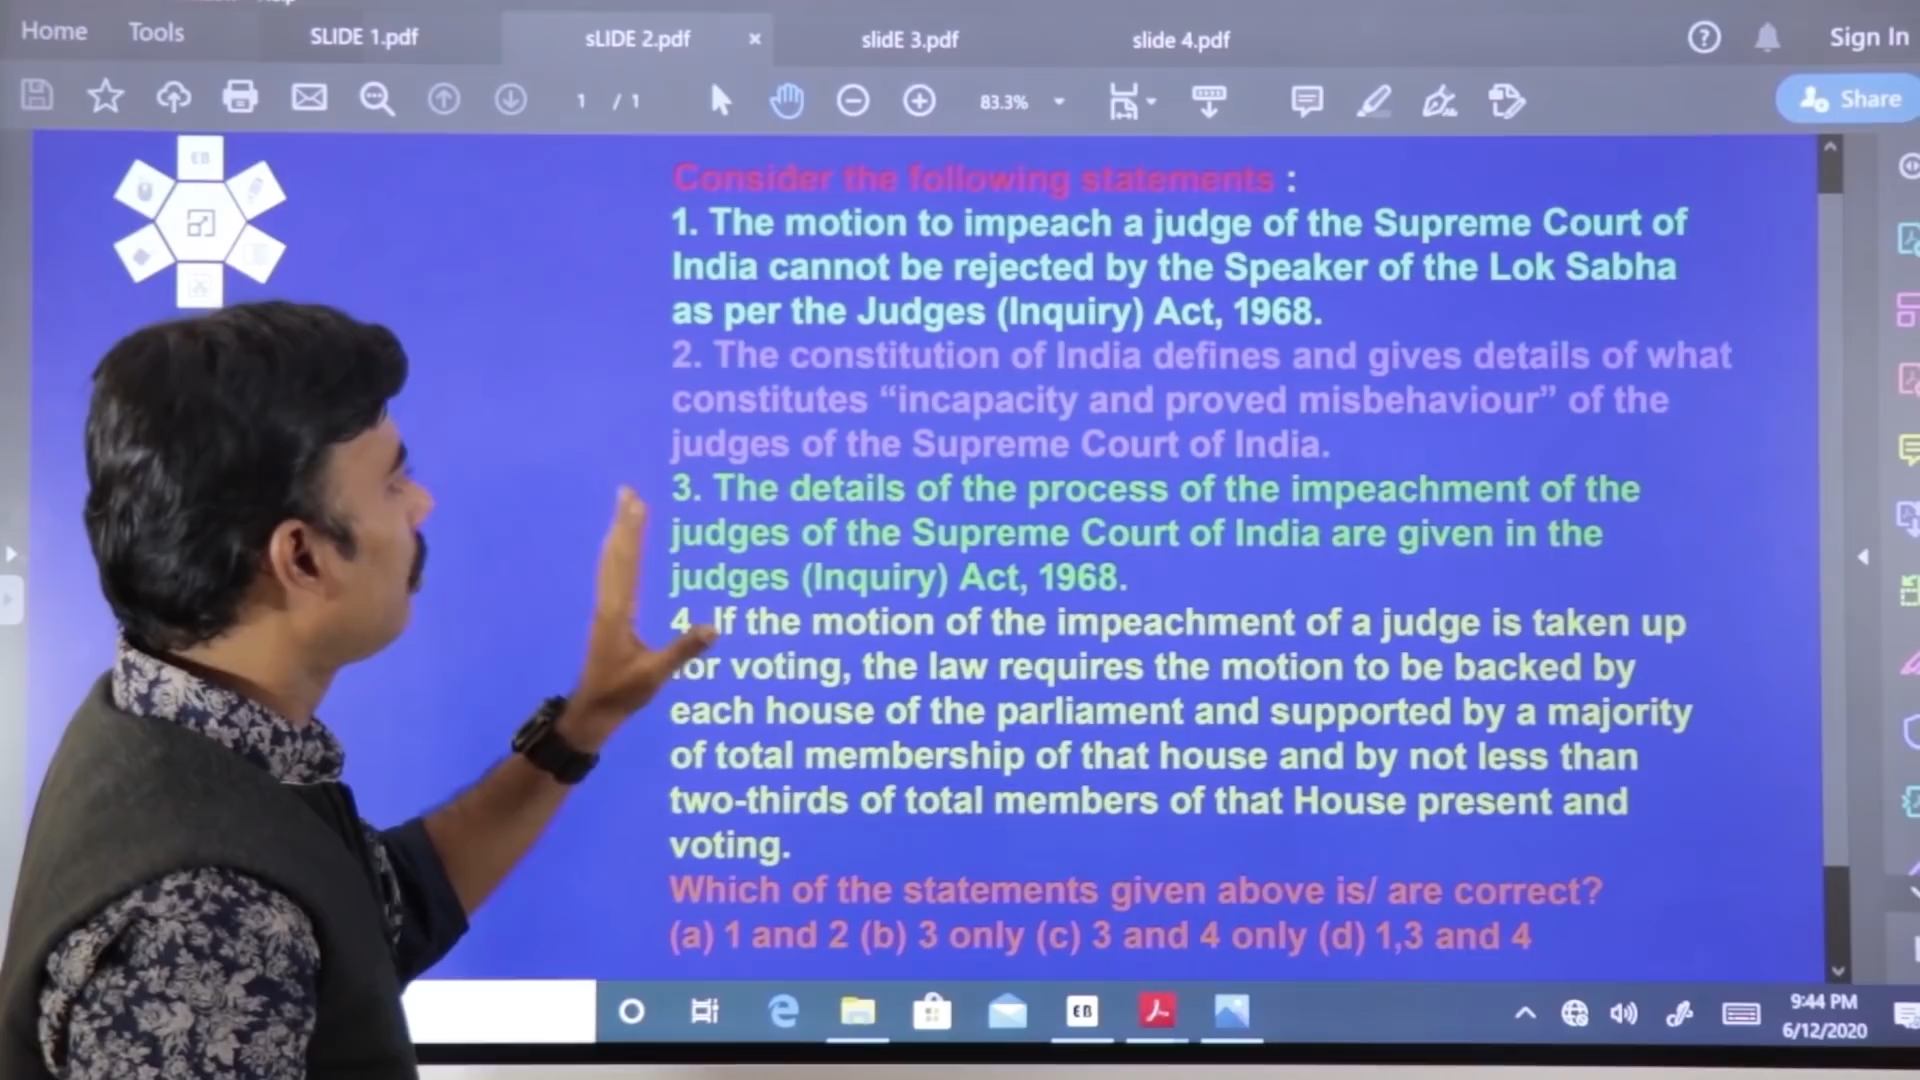 Home Tools SLIDE 1.pdf sLIDE 2.pdf × slidE 3.pdf slide 4.pdf Sign In
1 / 1 83.3% Share
EB
Consider the following statements :
1. The motion to impeach a judge of the Supreme Court of
India cannot be rejected by the Speaker of the Lok Sabha
as per the Judges (Inquiry) Act, 1968.
2. The constitution of India defines and gives details of what
constitutes “incapacity and proved misbehaviour” of the
judges of the Supreme Court of India.
3. The details of the process of the impeachment of the
judges of the Supreme Court of India are given in the
judges (Inquiry) Act, 1968.
4. If the motion of the impeachment of a judge is taken up
for voting, the law requires the motion to be backed by
each house of the parliament and supported by a majority
of total membership of that house and by not less than
two-thirds of total members of that House present and
voting.
Which of the statements given above is/ are correct?
(a) 1 and 2 (b) 3 only (c) 3 and 4 only (d) 1,3 and 4
EB
9:44 PM
6/12/2020